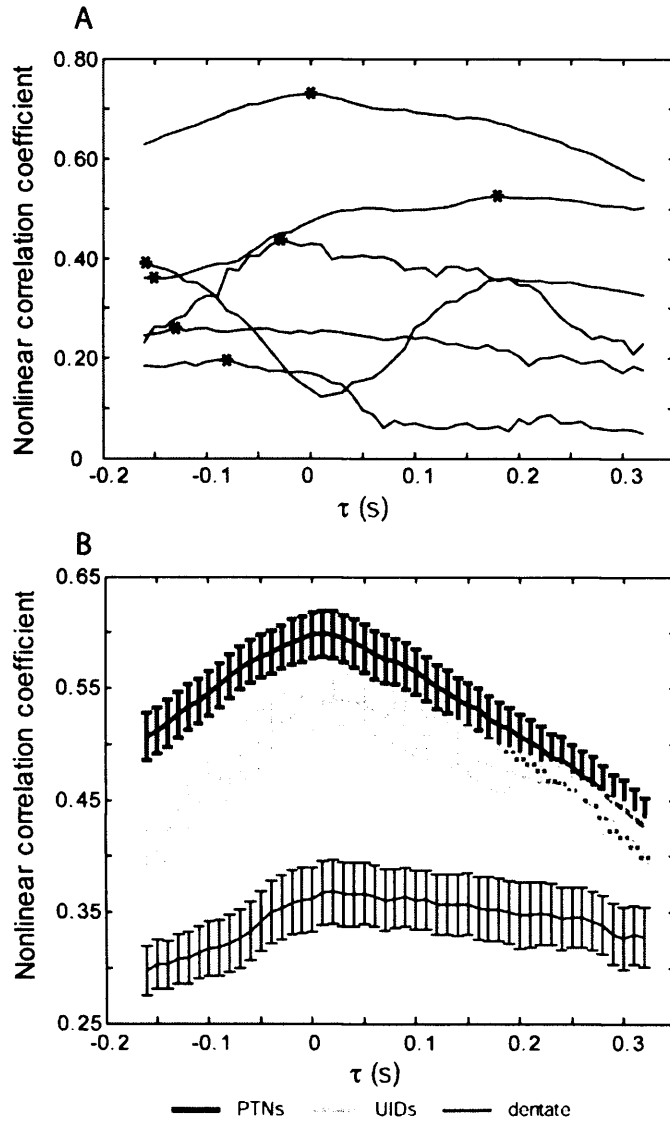 A
Nonlinear correlation coefficient
0.80
0.60
0.40
0.20
0
-0.2
-0.1
0
0.1
0.2
0.3
τ (s)
B
Nonlinear correlation coefficient
0.65
0.55
0.45
0.35
0.25
-0.2
-0.1
0
0.1
0.2
0.3
τ (s)
PTNs
UIDs
dentate